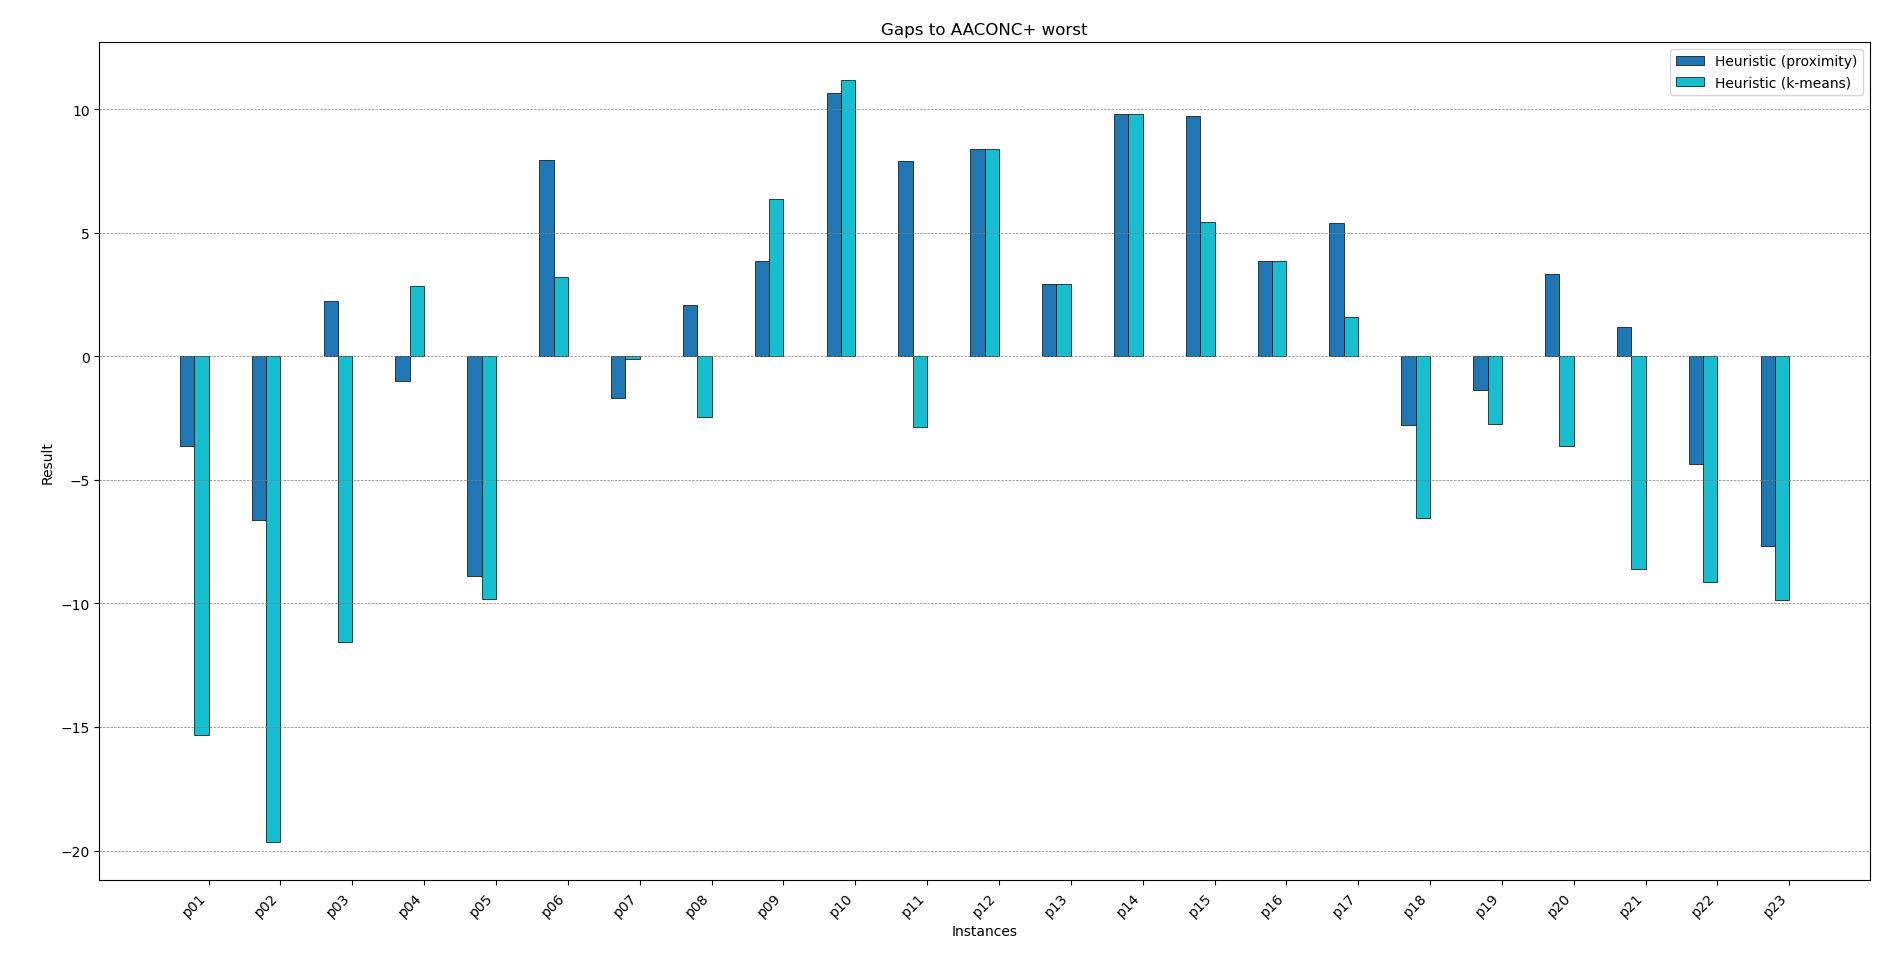 Gaps to AACONC+ worst
Heuristic (proximity)
Heuristic (k-means)
10
5
0
−5
−10
−15
−20
Result
p01 p02 p03 p04 p05 p06 p07 p08 p09 p10 p11 p12 p13 p14 p15 p16 p17 p18 p19 p20 p21 p22 p23
Instances